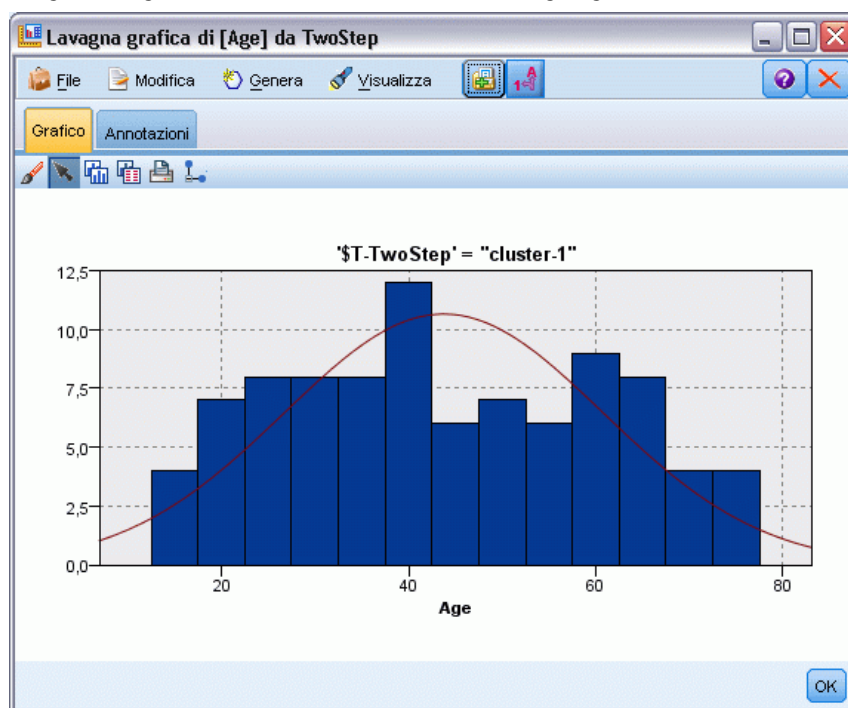 Lavagna grafica di [Age] da TwoStep
File Modifica Genera Visualizza
Grafico Annotazioni
'$T-TwoStep' = "cluster-1"
12,5
10,0
7,5
5,0
2,5
0,0
20 40 60 80
Age
OK